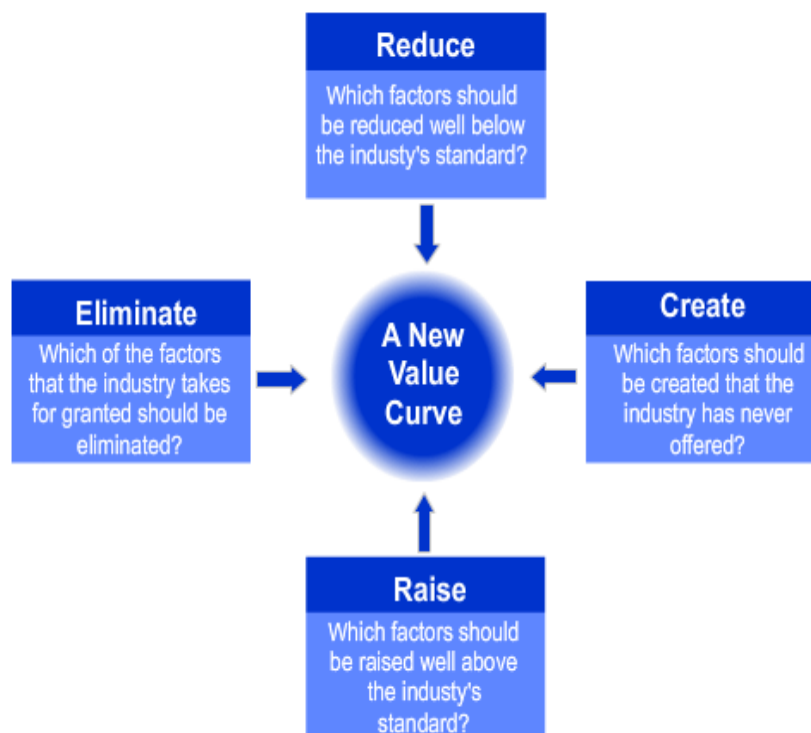 Reduce
Which factors should
be reduced well below
the industy's standard?
Eliminate
Which of the factors
that the industry takes
for granted should be
eliminated?
A New
Value
Curve
Create
Which factors should
be created that the
industry has never
offered?
Raise
Which factors should
be raised well above
the industy's
standard?